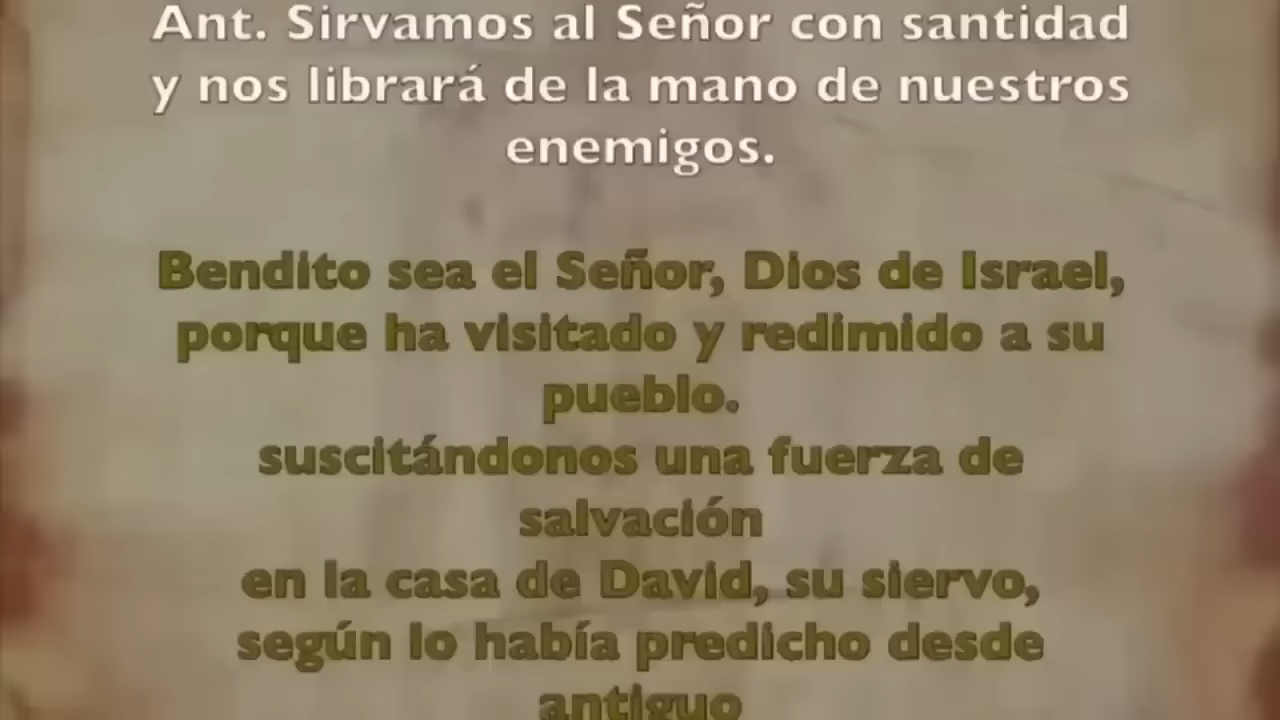 Ant. Sirvamos al Señor con santidad
y nos librará de la mano de nuestros
enemigos.
Bendito sea el Señor, Dios de Israel,
porque ha visitado y redimido a su
pueblo.
suscitándonos una fuerza de
salvación
en la casa de David, su siervo,
según lo había predicho desde
antiguo